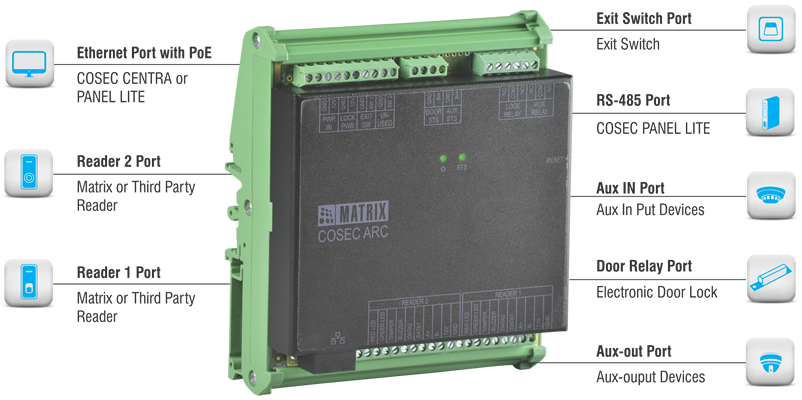 Ethernet Port with PoE
COSEC CENTRA or
PANEL LITE
Reader 2 Port
Matrix or Third Party
Reader
Reader 1 Port
Matrix or Third Party
Reader
PWR
IN
LOCK
PWR
EXIT
SW
UN-
USED
DOOR
STS
AUX
STS
LOCK
RELAY
AUX
RELAY
RESET
STS
MATRIX
COSEC ARC
READER 2
READER 1
Exit Switch Port
Exit Switch
RS-485 Port
COSEC PANEL LITE
Aux IN Port
Aux In Put Devices
Door Relay Port
Electronic Door Lock
Aux-out Port
Aux-ouput Devices